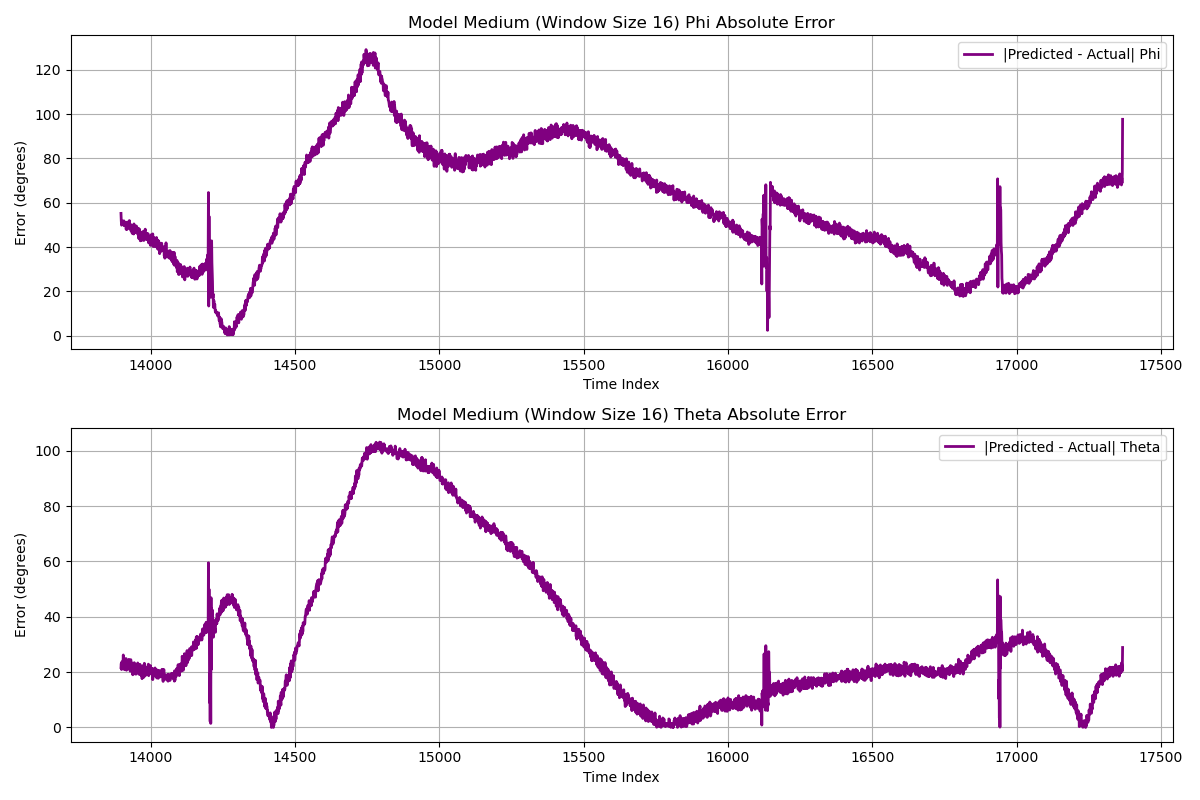 Model Medium (Window Size 16) Phi Absolute Error
|Predicted - Actual| Phi
Error (degrees)
120
100
80
60
40
20
0
14000 14500 15000 15500 16000 16500 17000 17500
Time Index
Model Medium (Window Size 16) Theta Absolute Error
|Predicted - Actual| Theta
Error (degrees)
100
80
60
40
20
0
14000 14500 15000 15500 16000 16500 17000 17500
Time Index